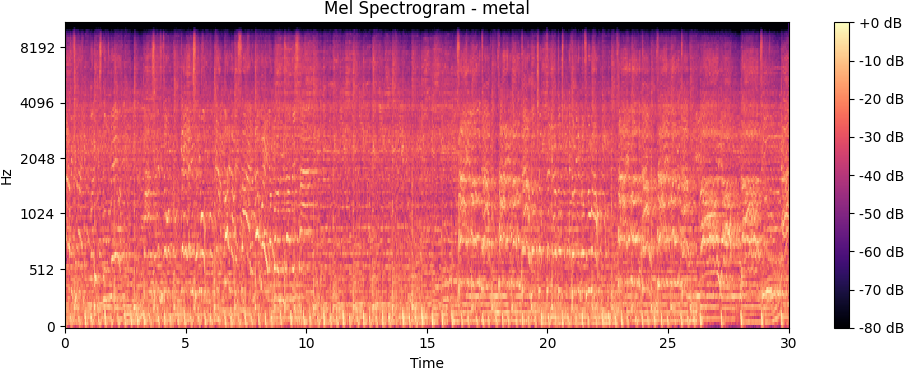 Mel Spectrogram - metal
Hz
8192
4096
2048
1024
512
0
0 5 10 15 20 25 30
Time
+0 dB
-10 dB
-20 dB
-30 dB
-40 dB
-50 dB
-60 dB
-70 dB
-80 dB